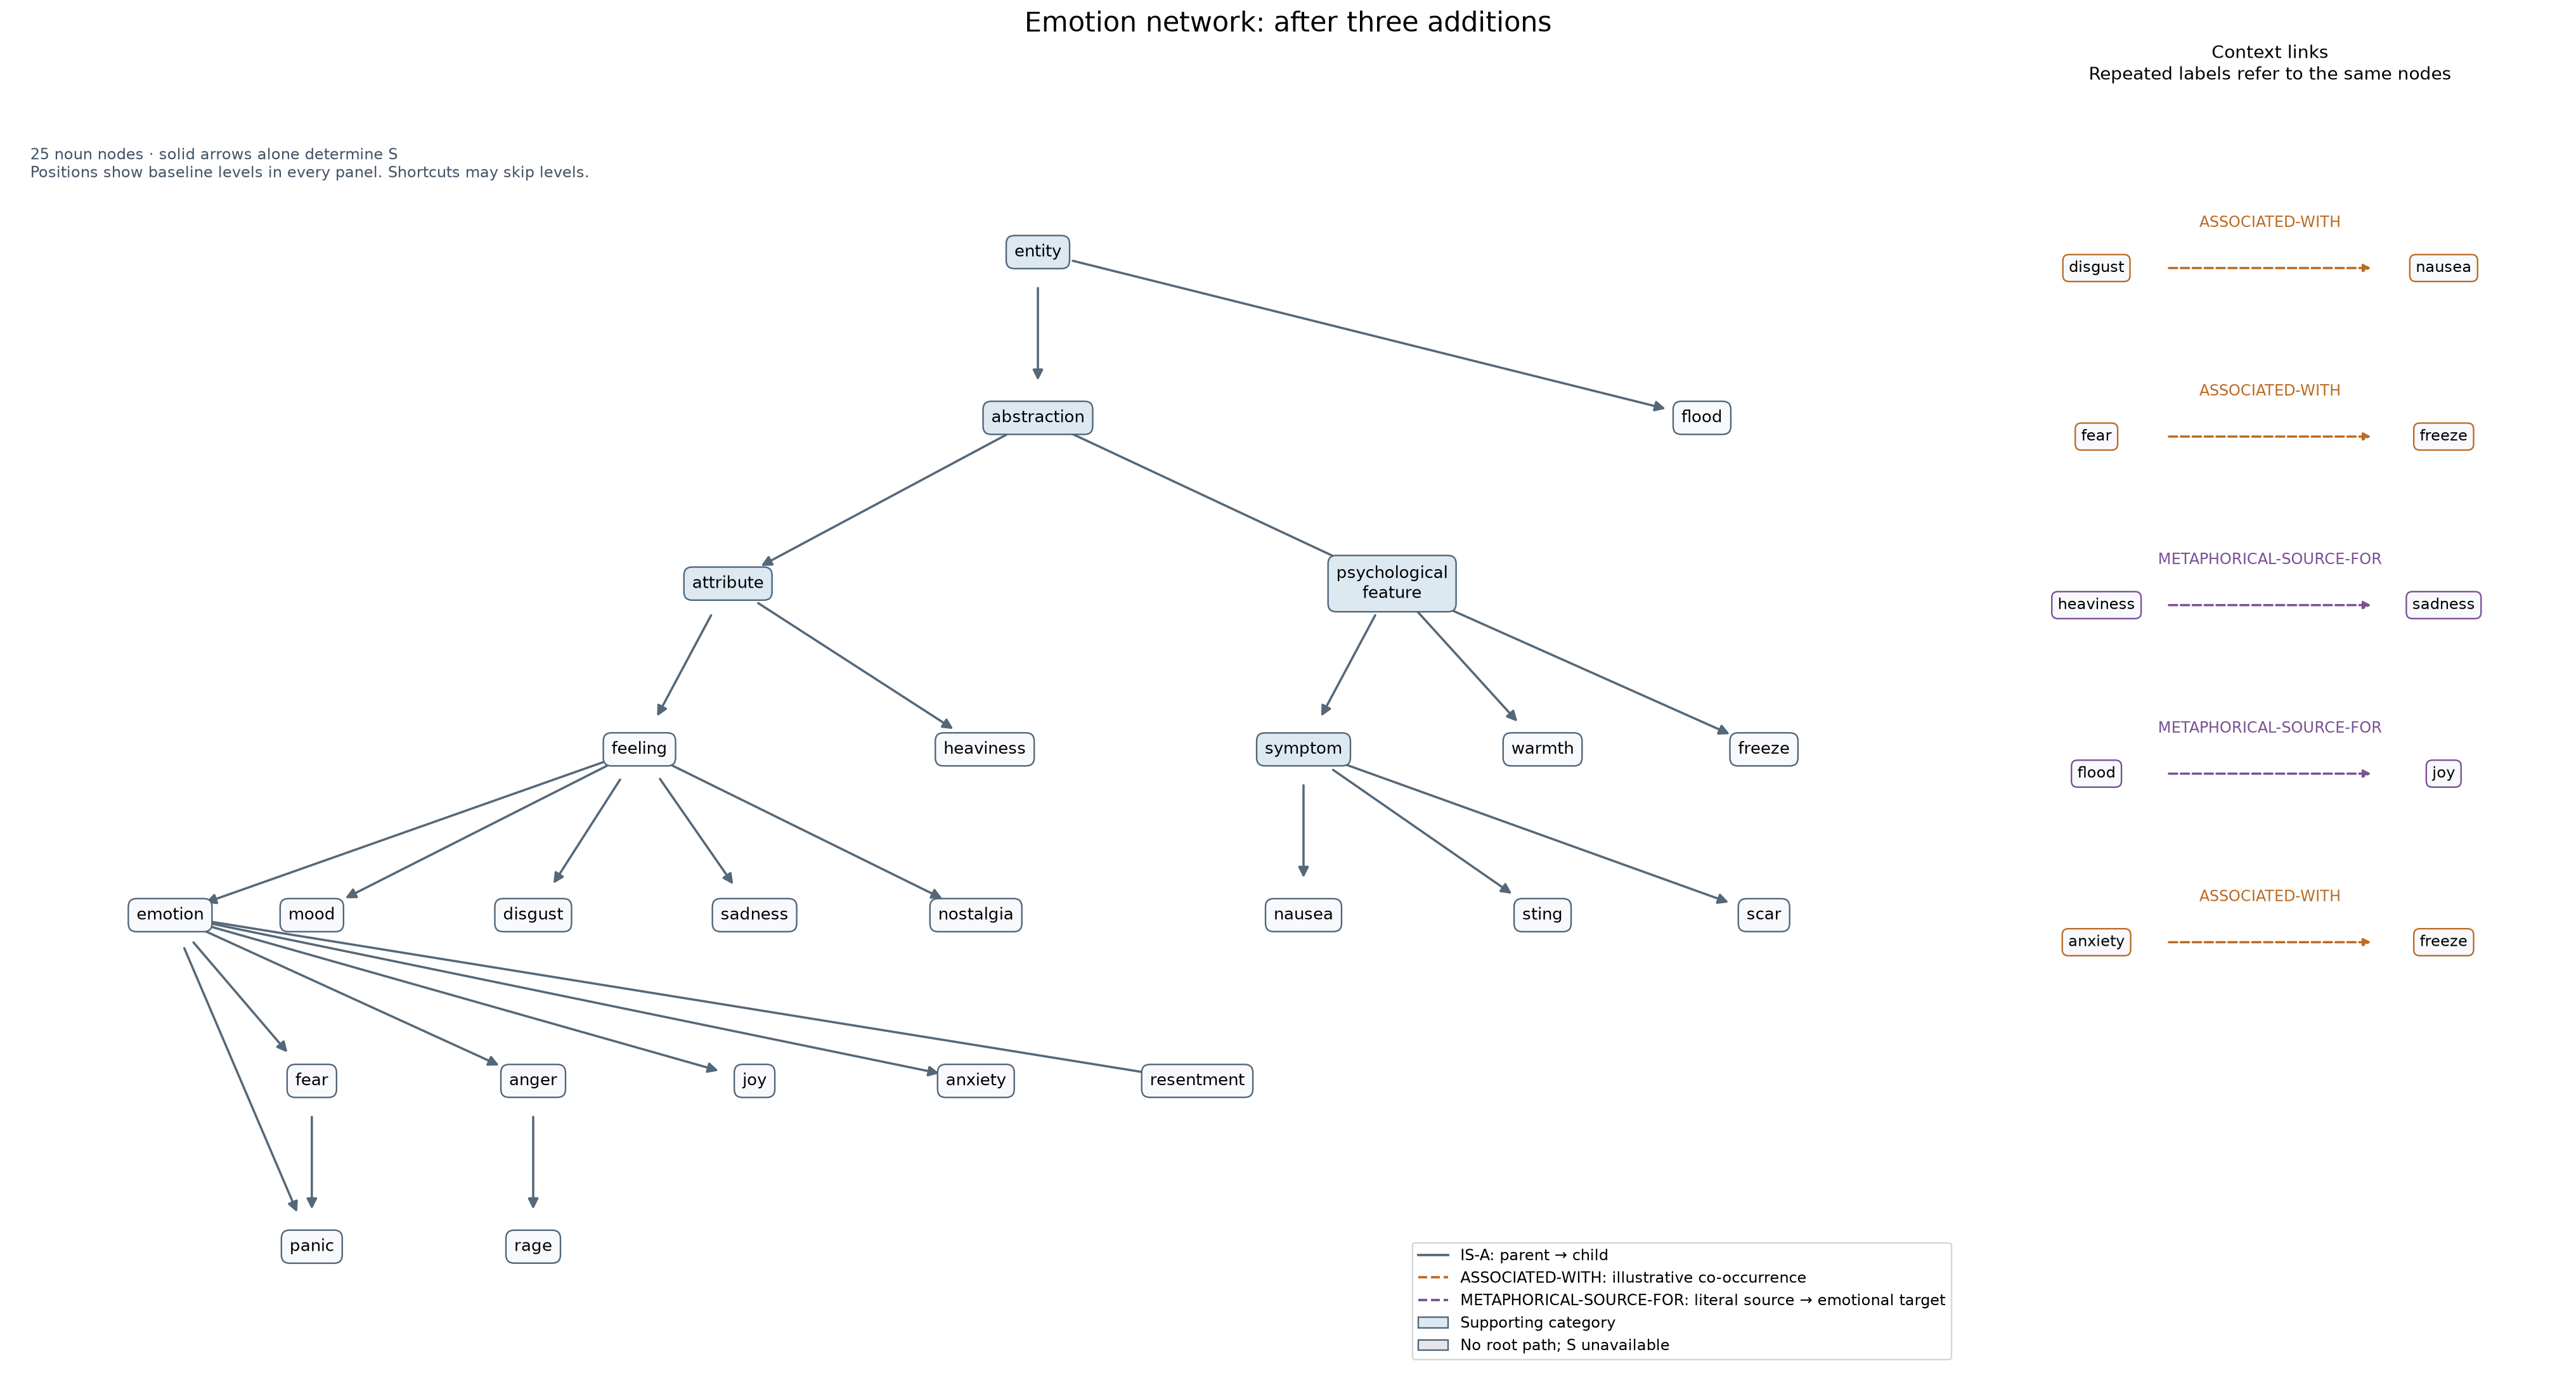 Emotion network: after three additions
Context links
Repeated labels refer to the same nodes
25 noun nodes · solid arrows alone determine S
Positions show baseline levels in every panel. Shortcuts may skip levels.
entity
abstraction
flood
attribute
psychological
feature
feeling
heaviness
symptom
warmth
freeze
emotion
mood
disgust
sadness
nostalgia
nausea
sting
scar
fear
anger
joy
anxiety
resentment
panic
rage
ASSOCIATED-WITH
disgust
nausea
ASSOCIATED-WITH
fear
freeze
METAPHORICAL-SOURCE-FOR
heaviness
sadness
METAPHORICAL-SOURCE-FOR
flood
joy
ASSOCIATED-WITH
anxiety
freeze
IS-A: parent → child
ASSOCIATED-WITH: illustrative co-occurrence
METAPHORICAL-SOURCE-FOR: literal source → emotional target
Supporting category
No root path; S unavailable